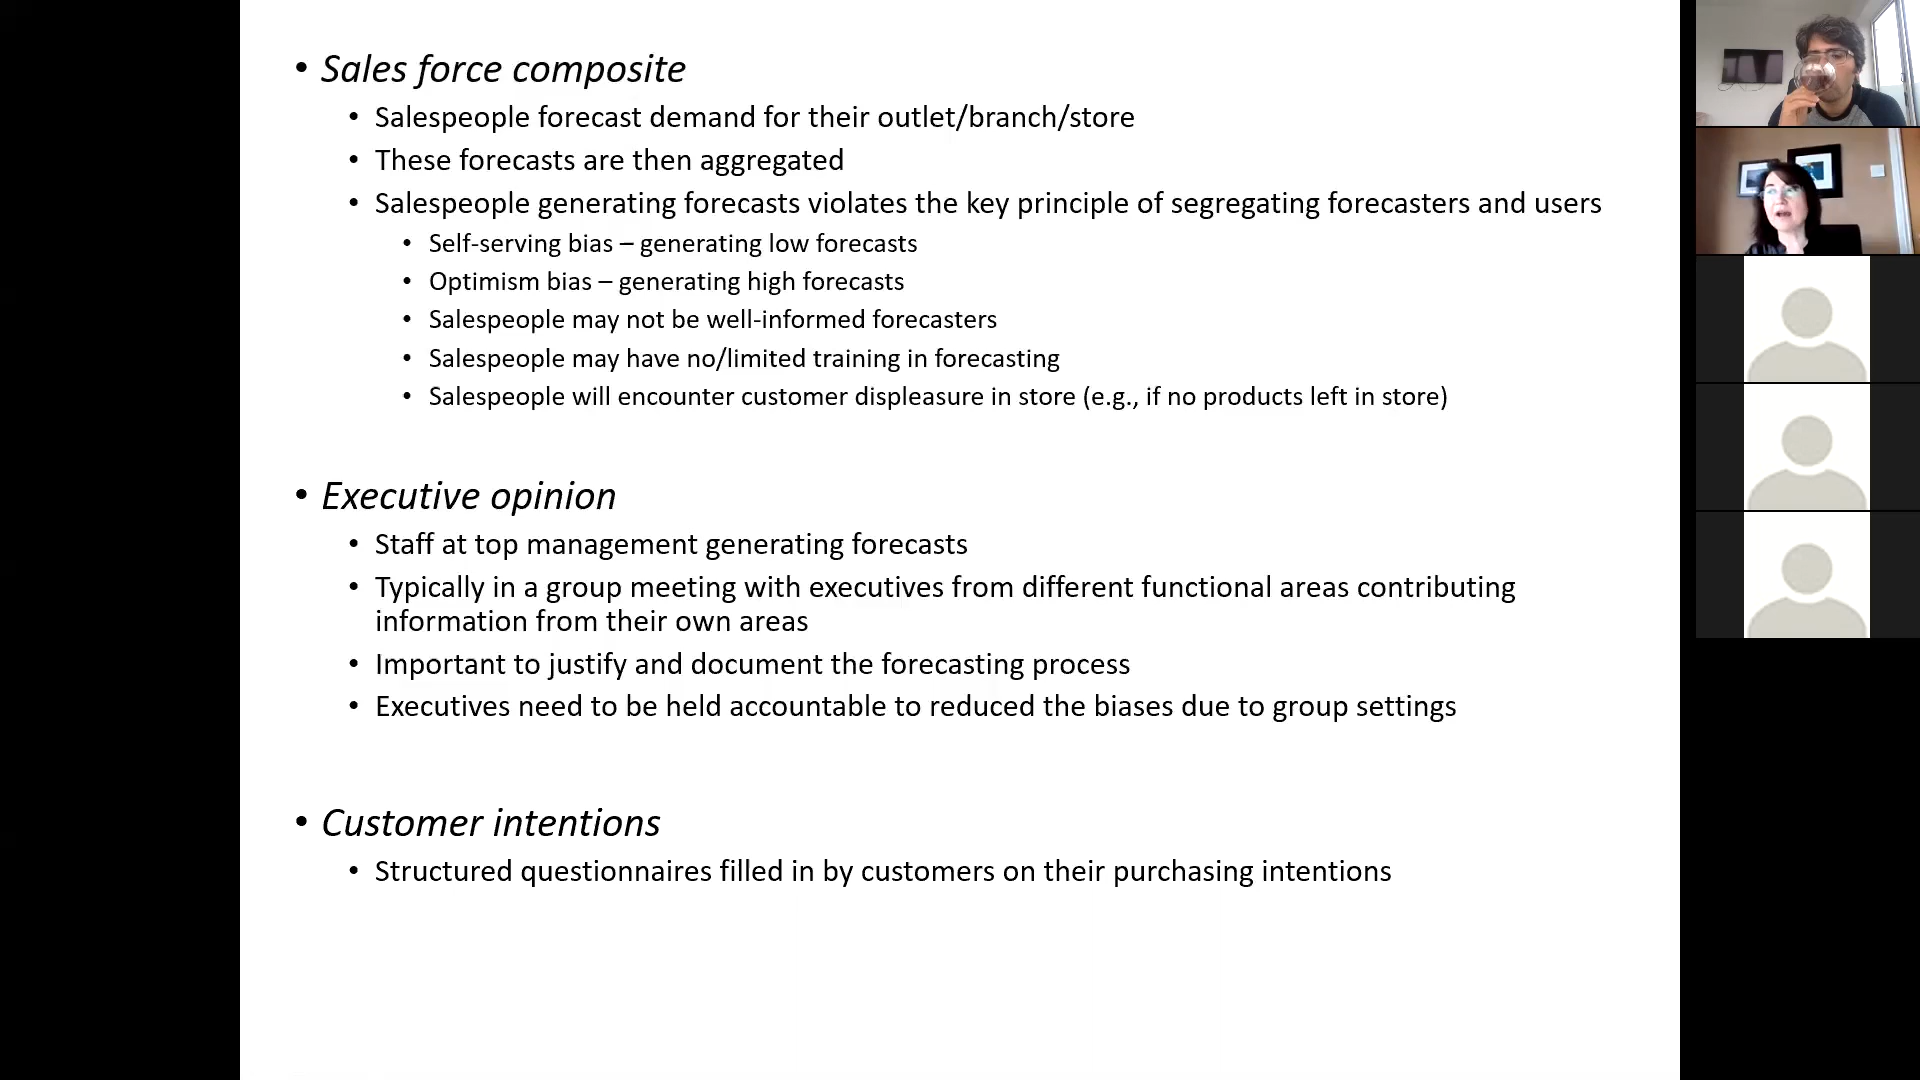 • Sales force composite
• Salespeople forecast demand for their outlet/branch/store
• These forecasts are then aggregated
• Salespeople generating forecasts violates the key principle of segregating forecasters and users
• Self-serving bias – generating low forecasts
• Optimism bias – generating high forecasts
• Salespeople may not be well-informed forecasters
• Salespeople may have no/limited training in forecasting
• Salespeople will encounter customer displeasure in store (e.g., if no products left in store)
• Executive opinion
• Staff at top management generating forecasts
• Typically in a group meeting with executives from different functional areas contributing
information from their own areas
• Important to justify and document the forecasting process
• Executives need to be held accountable to reduced the biases due to group settings
• Customer intentions
• Structured questionnaires filled in by customers on their purchasing intentions